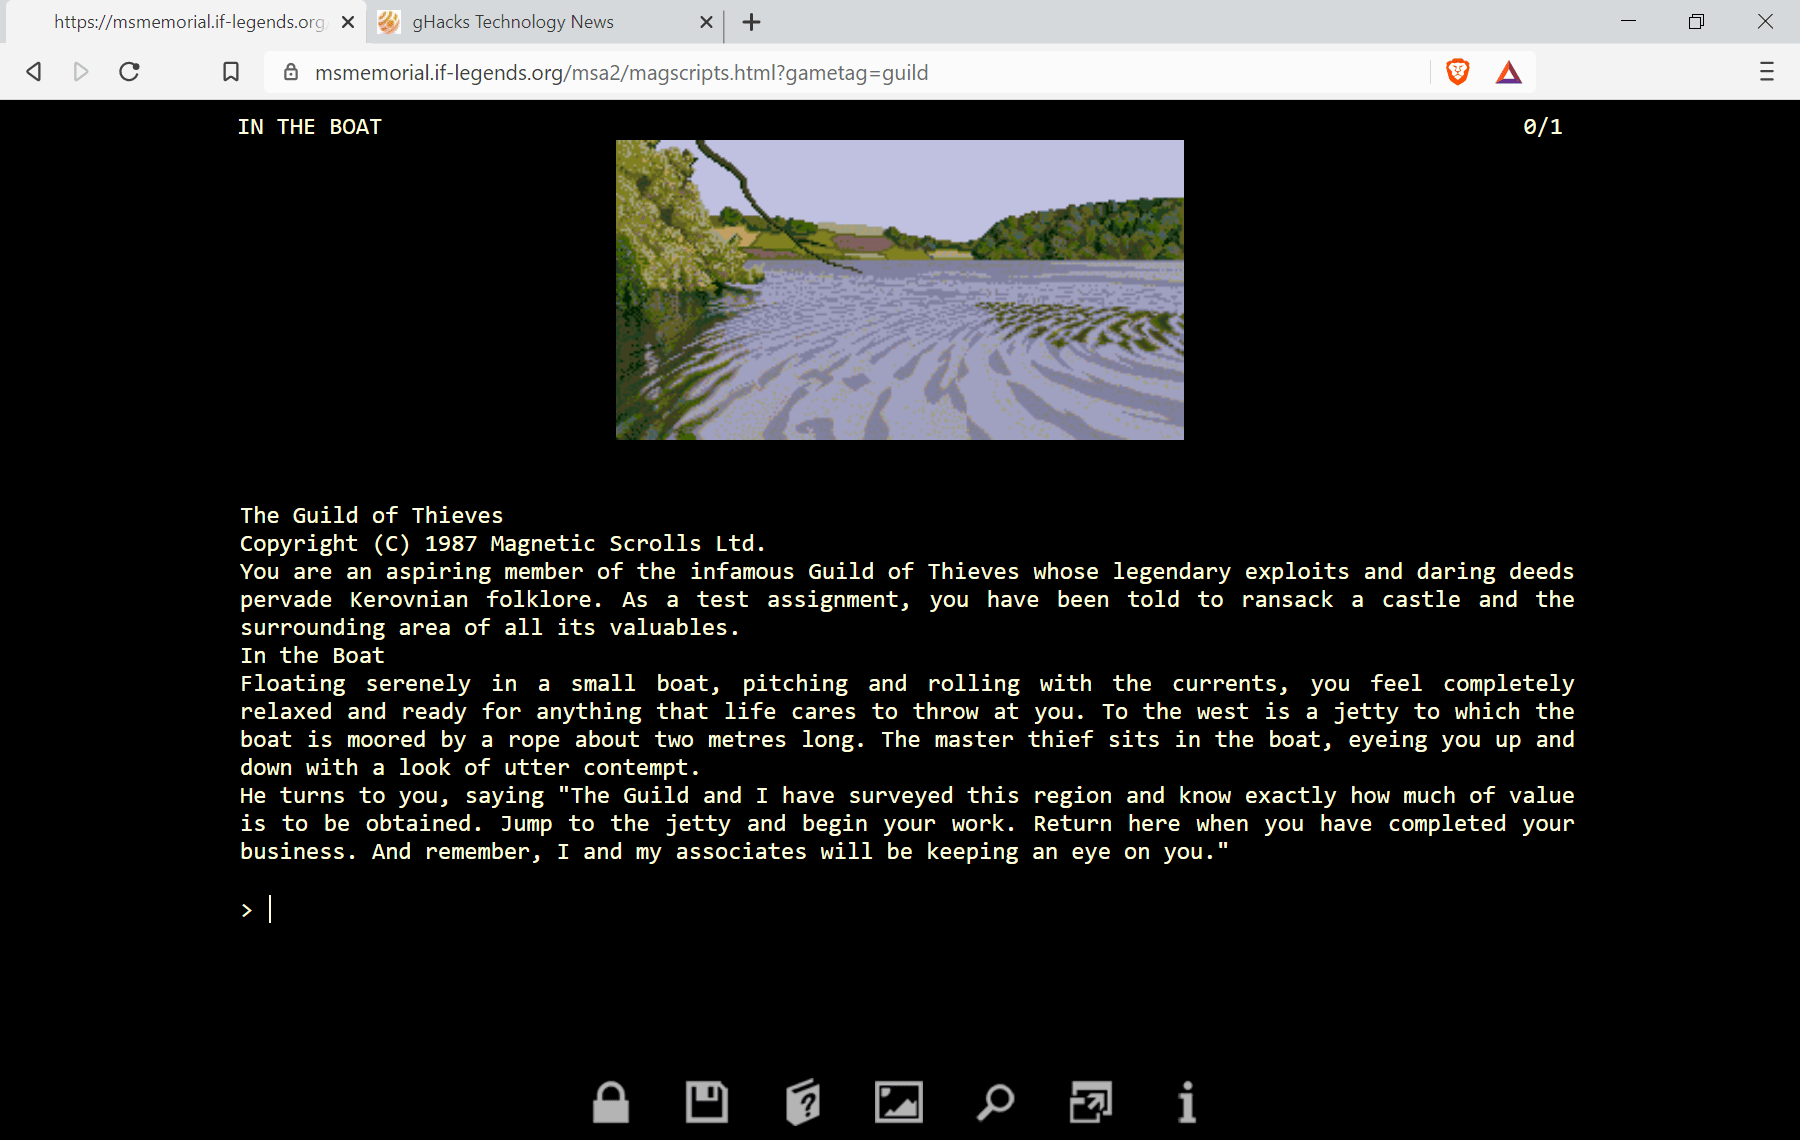 https://msmemorial.if-legends.org
gHacks Technology News
msmemorial.if-legends.org/msa2/magscripts.html?gametag=guild
IN THE BOAT 0/1
The Guild of Thieves
Copyright (C) 1987 Magnetic Scrolls Ltd.
You are an aspiring member of the infamous Guild of Thieves whose legendary exploits and daring deeds
pervade Kerovnian folklore. As a test assignment, you have been told to ransack a castle and the
surrounding area of all its valuables.
In the Boat
Floating serenely in a small boat, pitching and rolling with the currents, you feel completely
relaxed and ready for anything that life cares to throw at you. To the west is a jetty to which the
boat is moored by a rope about two metres long. The master thief sits in the boat, eyeing you up and
down with a look of utter contempt.
He turns to you, saying "The Guild and I have surveyed this region and know exactly how much of value
is to be obtained. Jump to the jetty and begin your work. Return here when you have completed your
business. And remember, I and my associates will be keeping an eye on you."
>